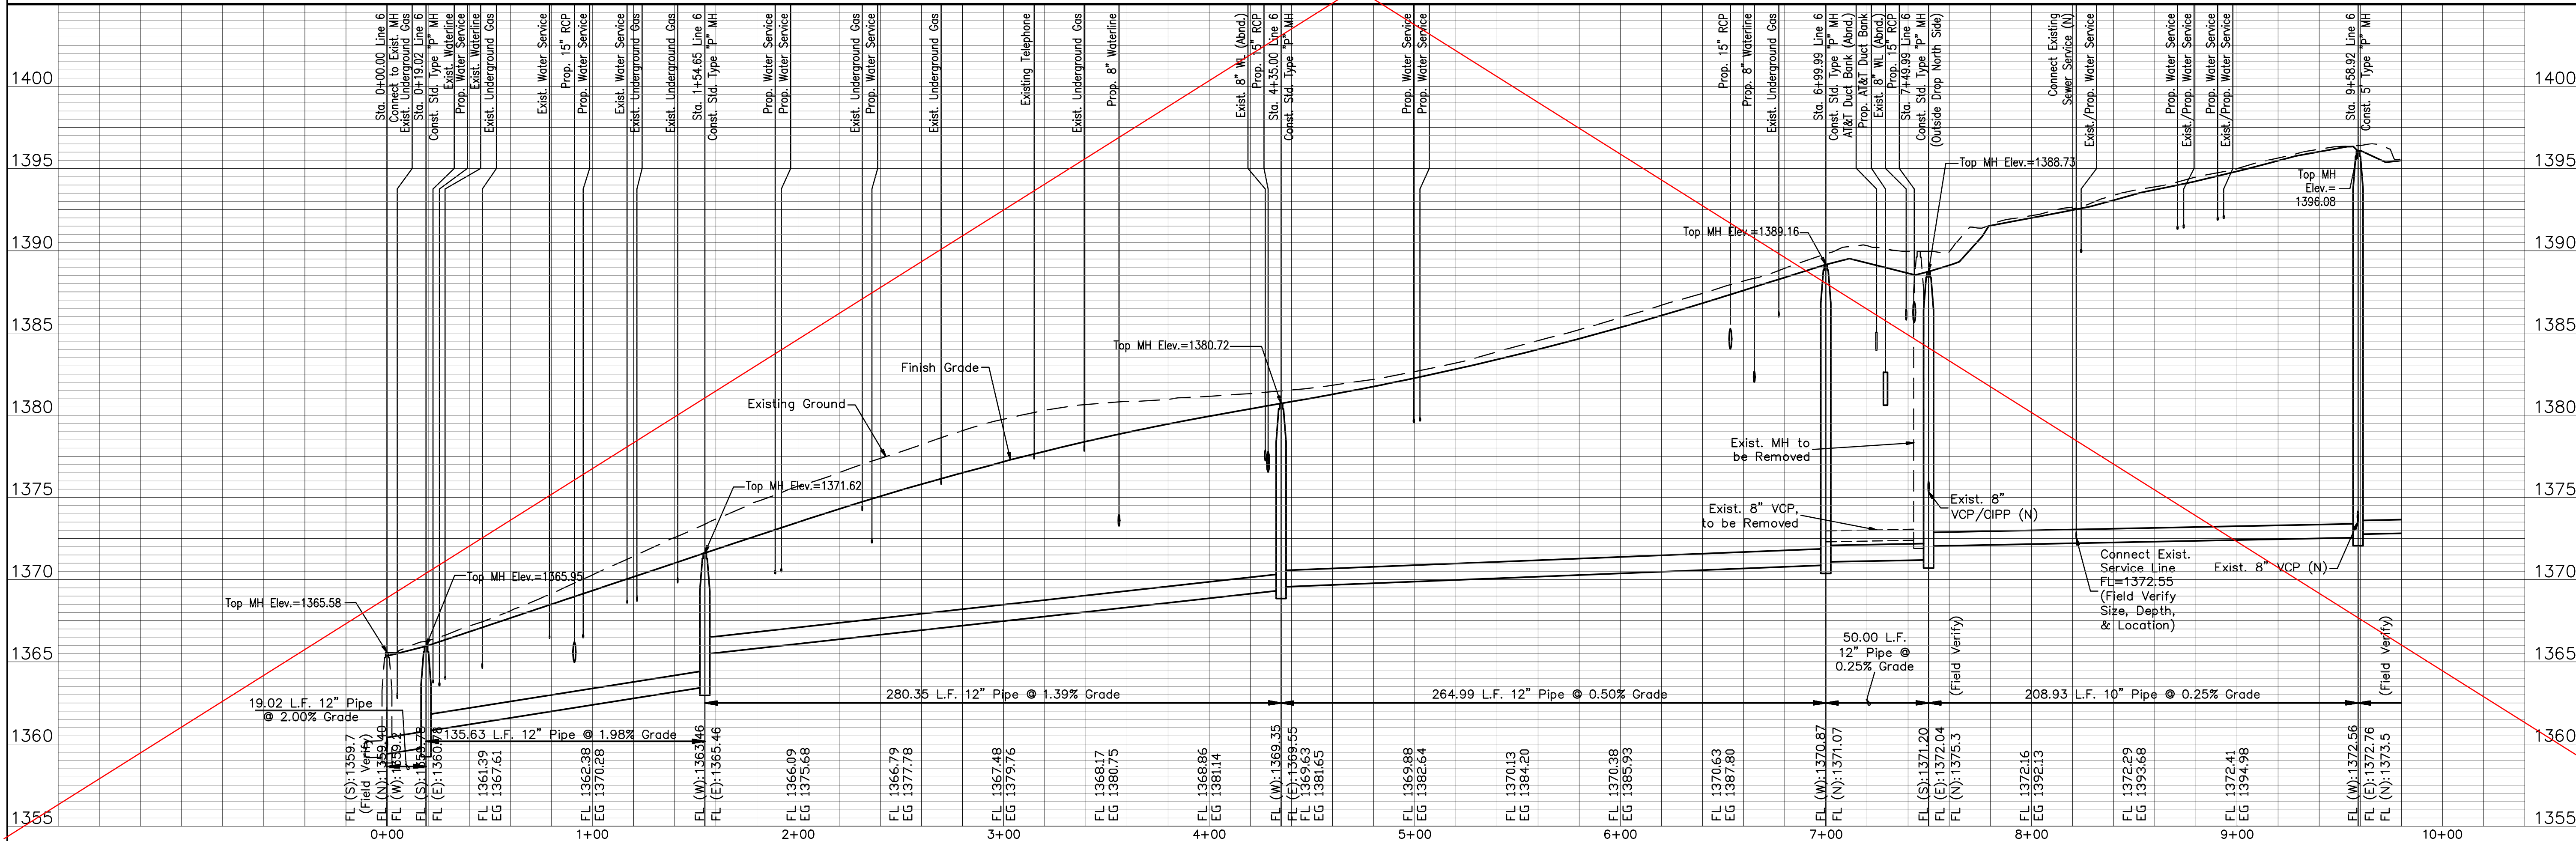 Sta. 0+00.00 Line 6
Connect to Exist. MH
Exist. Underground Gas
Sta. 0+19.02 Line 6
Const. Std. Type "P" MH
Exist. Waterline
Prop. Water Service
Exist. Waterline
Exist. Underground Gas
Exist. Water Service
Prop. 15" RCP
Prop. Water Service
Exist. Water Service
Exist. Underground Gas
Exist. Underground Gas
Sta. 1+54.65 Line 6
Const. Std. Type "P" MH
Prop. Water Service
Prop. Water Service
Exist. Underground Gas
Prop. Water Service
Exist. Underground Gas
Existing Telephone
Exist. Underground Gas
Prop. 8" Waterline
Exist. 8" WL (Abnd.)
Prop. 15" RCP
Sta. 4+35.00 Line 6
Const. Std. Type "P" MH
Prop. Water Service
Prop. Water Service
Prop. 15" RCP
Prop. 8" Waterline
Exist. Underground Gas
Sta. 6+99.99 Line 6
Const. Std. Type "P" MH
AT&T Duct Bank (Abnd.)
Prop. AT&T Duct Bank
Exist. 8" WL (Abnd.)
Prop. 15" RCP
Sta. 7+49.99 Line 6
Const. Std. Type "P" MH
(Outside Drop North Side)
Connect Existing
Sewer Service (N)
Exist./Prop. Water Service
Prop. Water Service
Exist./Prop. Water Service
Prop. Water Service
Exist./Prop. Water Service
Sta. 9+58.92 Line 6
Const. 5' Type "P" MH
1400
1400
1395
1395
1390
1390
1385
1385
1380
1380
1375
1375
1370
1370
1365
1365
1360
1360
1355
1355
Top MH Elev.=1388.73
Top MH
Elev.=
1396.08
Top MH Elev.=1389.16
Top MH Elev.=1380.72
Finish Grade
Existing Ground
Exist. MH to
be Removed
Top MH Elev.=1371.62
Exist. 8" VCP,
to be Removed
Exist. 8"
VCP/CIPP (N)
Top MH Elev.=1365.95
Top MH Elev.=1365.58
Connect Exist.
Service Line
FL=1372.55
(Field Verify
Size, Depth,
& Location)
Exist. 8" VCP (N)
50.00 L.F.
12" Pipe @
0.25% Grade
19.02 L.F. 12" Pipe
@ 2.00% Grade
135.63 L.F. 12" Pipe @ 1.98% Grade
280.35 L.F. 12" Pipe @ 1.39% Grade
264.99 L.F. 12" Pipe @ 0.50% Grade
208.93 L.F. 10" Pipe @ 0.25% Grade
FL (S):1359.7
(Field Verify)
FL (N):1359.40
FL (W):1359.2
FL (S):1359.78
FL (E):1360.78
FL 1361.39
EG 1367.61
FL 1362.38
EG 1370.28
FL (W):1363.46
FL (E):1365.46
FL 1366.09
EG 1375.68
FL 1366.79
EG 1377.78
FL 1367.48
EG 1379.76
FL 1368.17
EG 1380.75
FL 1368.86
EG 1381.14
FL (W):1369.35
FL (E):1369.55
FL 1369.63
EG 1381.65
FL 1369.88
EG 1382.64
FL 1370.13
EG 1384.20
FL 1370.38
EG 1385.93
FL 1370.63
EG 1387.80
FL (W):1370.87
FL (N):1371.07
FL (S):1371.20
FL (E):1372.04
FL (N):1375.3
(Field Verify)
FL 1372.16
EG 1392.13
FL 1372.29
EG 1393.68
FL 1372.41
EG 1394.98
FL (W):1372.56
FL (E):1372.76
FL (N):1373.5
(Field Verify)
0+00
1+00
2+00
3+00
4+00
5+00
6+00
7+00
8+00
9+00
10+00